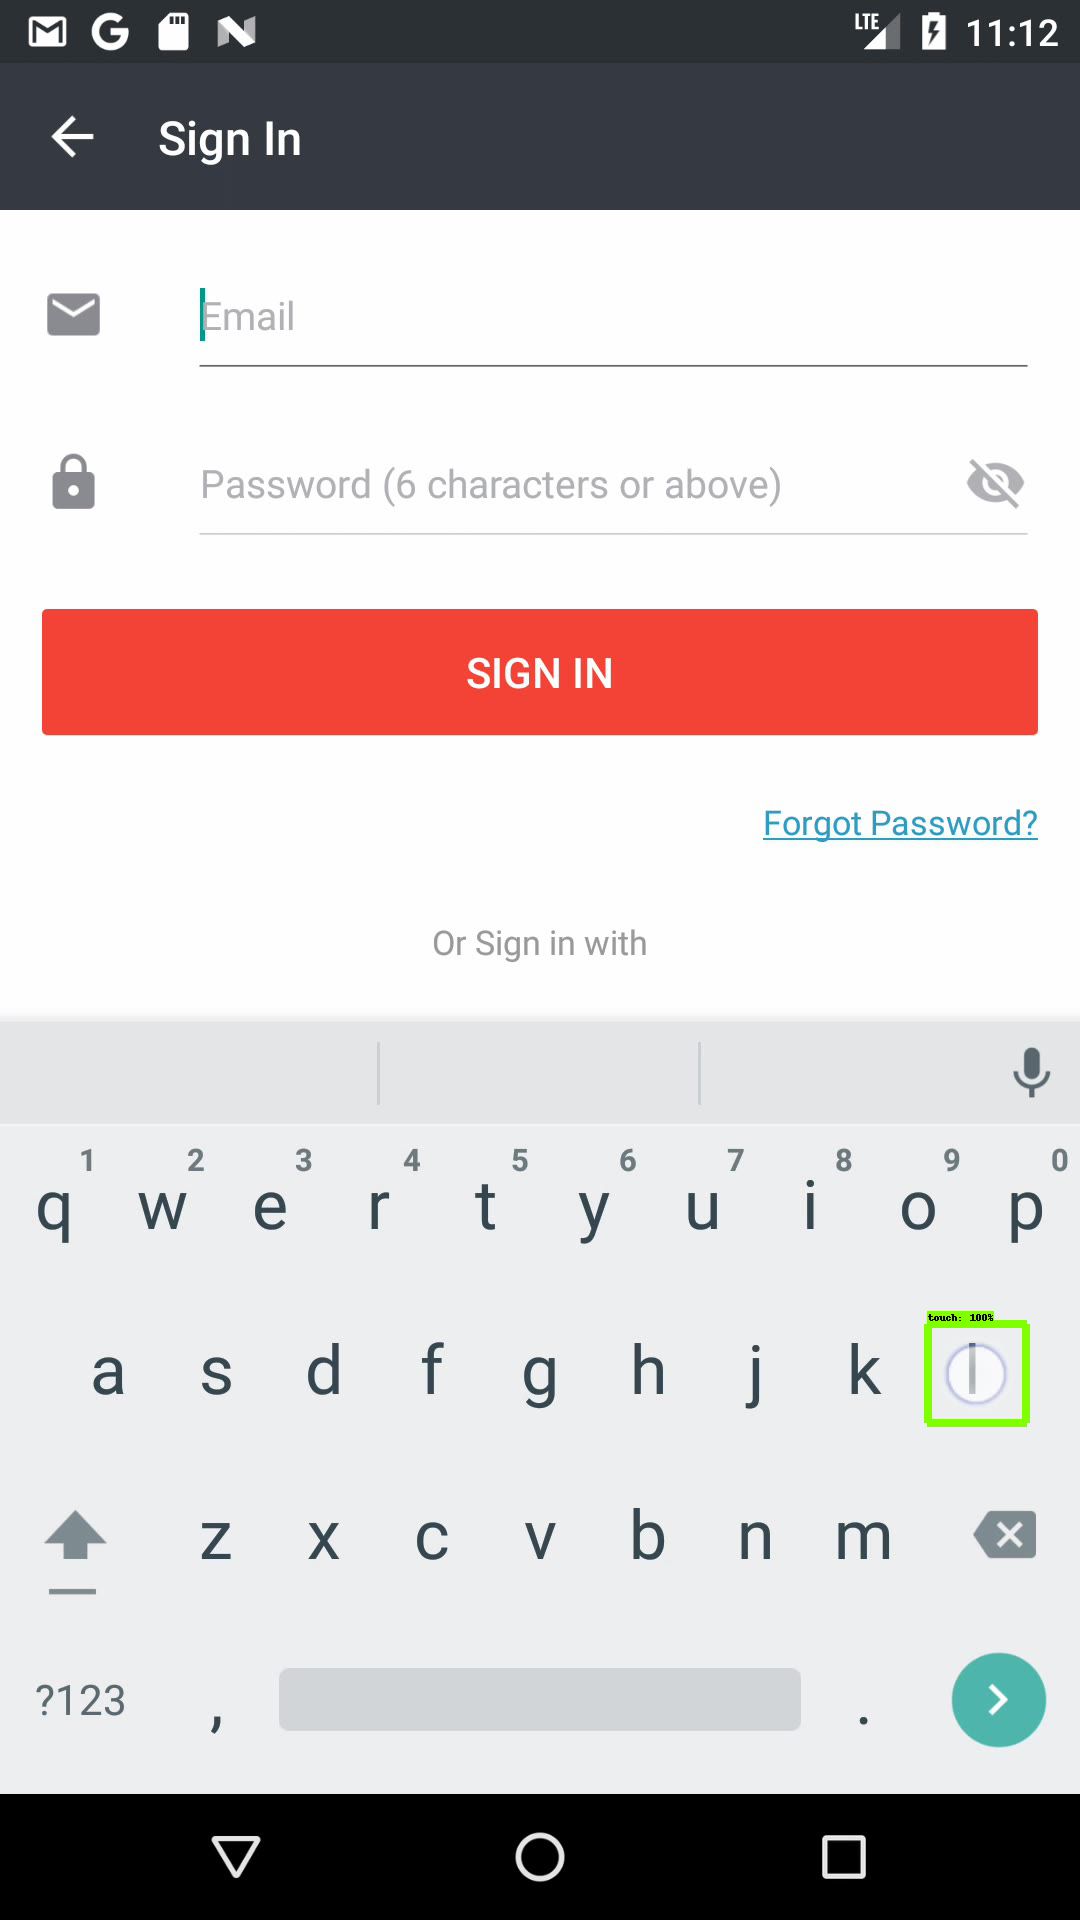 LTE 11:12
Sign In
Email
Password (6 characters or above)
SIGN IN
Forgot Password?
Or Sign in with
1 2 3 4 5 6 7 8 9 0
q w e r t y u i o p
touch: 100%
a s d f g h j k l
z x c v b n m
?123 , .